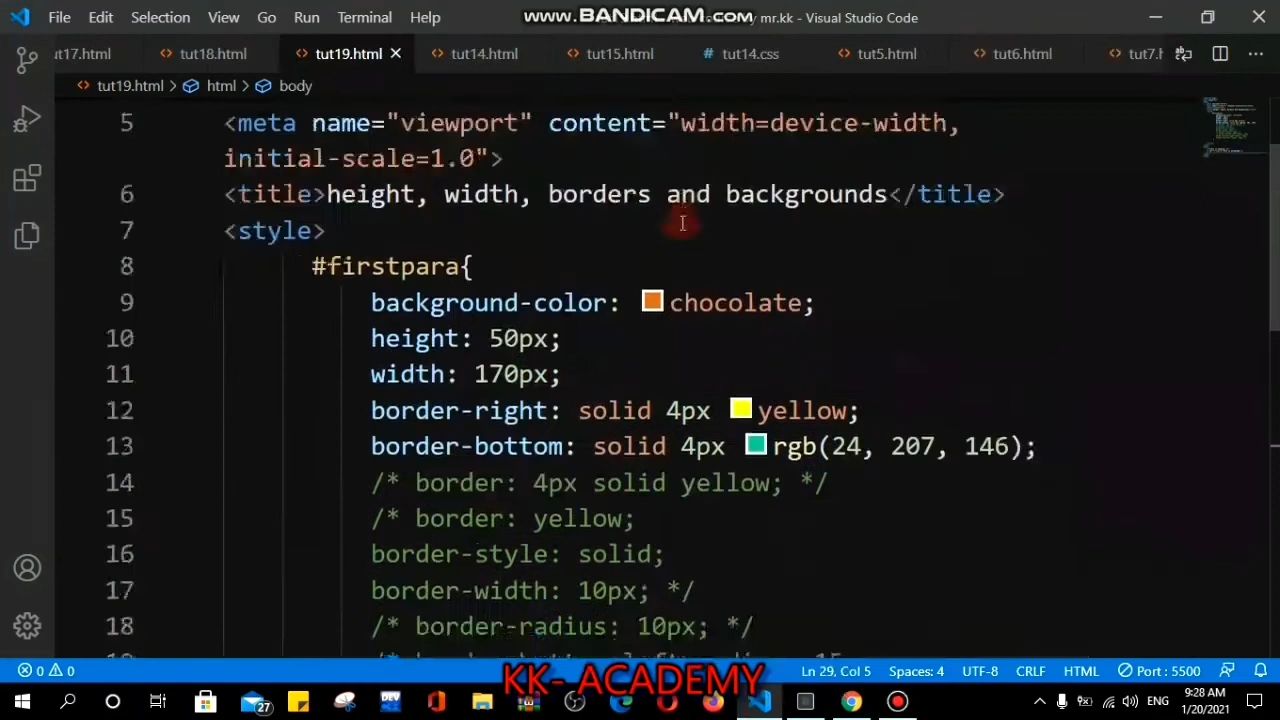 File Edit Selection View Go Run Terminal Help www.BANDICAM.com mr.kk - Visual Studio Code
ut17.html tut18.html tut19.html tut14.html tut15.html # tut14.css tut5.html tut6.html tut7.h
tut19.html > html > body
5 <meta name="viewport" content="width=device-width,
initial-scale=1.0">
6 <title>height, width, borders and backgrounds</title>
7 <style>
8 #firstpara{
9 background-color: chocolate;
10 height: 50px;
11 width: 170px;
12 border-right: solid 4px yellow;
13 border-bottom: solid 4px rgb(24, 207, 146);
14 /* border: 4px solid yellow; */
15 /* border: yellow;
16 border-style: solid;
17 border-width: 10px; */
18 /* border-radius: 10px; */
0 0 Ln 29, Col 5 Spaces: 4 UTF-8 CRLF HTML Port : 5500
KK- ACADEMY
27 DEV ENG 9:28 AM
1/20/2021